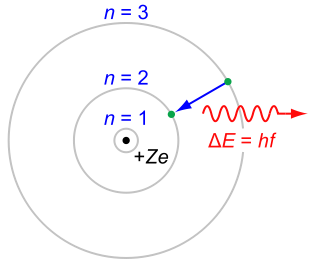 n = 3
n = 2
n = 1
+Ze
ΔE = hf